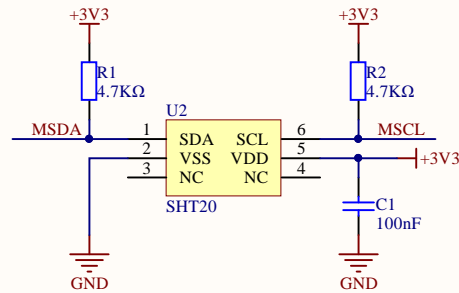 +3V3
+3V3
R1
4.7KΩ
R2
4.7KΩ
U2
MSDA
1
SDA
SCL
6
MSCL
2
VSS
VDD
5
+3V3
3
NC
NC
4
SHT20
C1
100nF
GND
GND